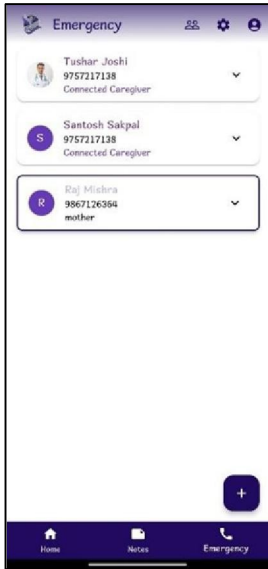 Emergency
Tushar Joshi
9757217138
Connected Caregiver
S
Santosh Sakpal
9757217138
Connected Caregiver
R
Raj Mishra
9867126364
mother
+
Home
Notes
Emergency